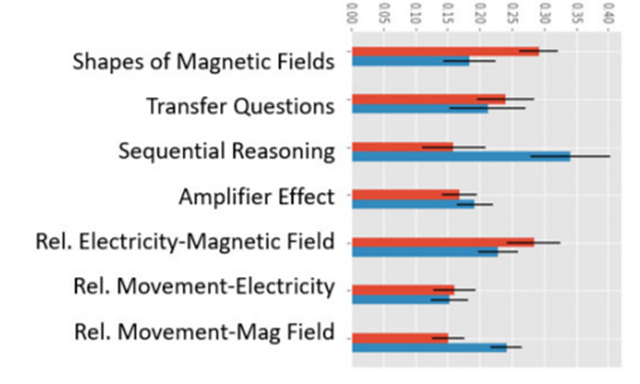 0.00 0.05 0.10 0.15 0.20 0.25 0.30 0.35 0.40
Shapes of Magnetic Fields
Transfer Questions
Sequential Reasoning
Amplifier Effect
Rel. Electricity-Magnetic Field
Rel. Movement-Electricity
Rel. Movement-Mag Field